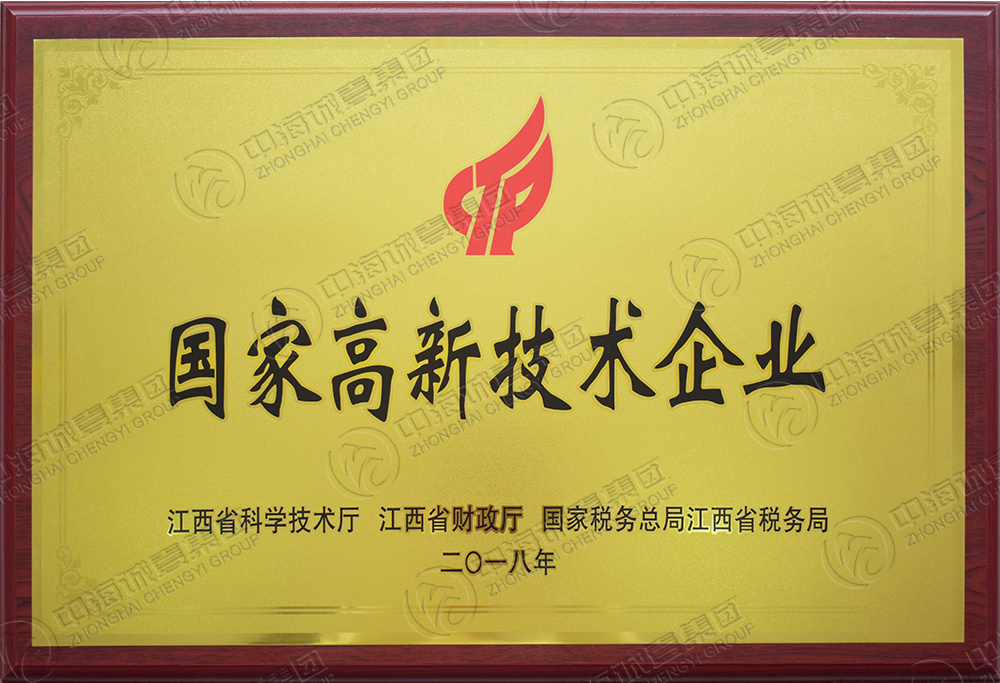 国家高新技术企业
江西省科学技术厅 江西省财政厅 国家税务总局江西省税务局
二〇一八年
中海诚意集团
ZHONGHAI CHENGYI GROUP